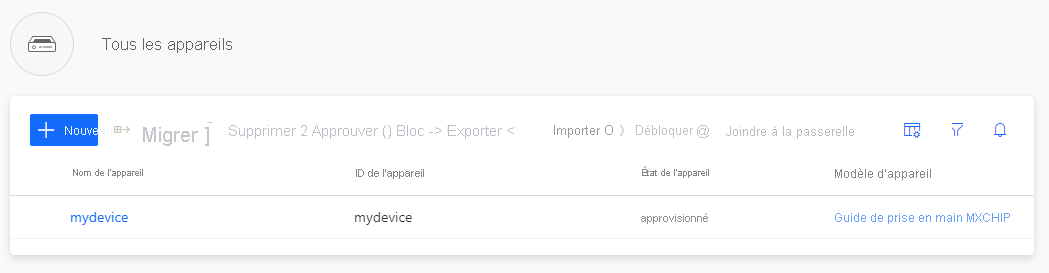 Tous les appareils
Nouve Migrer ] Supprimer 2 Approuver () Bloc -> Exporter < Importer O ) Débloquer @ Joindre à la passerelle
Nom de l'appareil ID de l'appareil État de l'appareil Modèle d'appareil
mydevice mydevice approvisionné Guide de prise en main MXCHIP